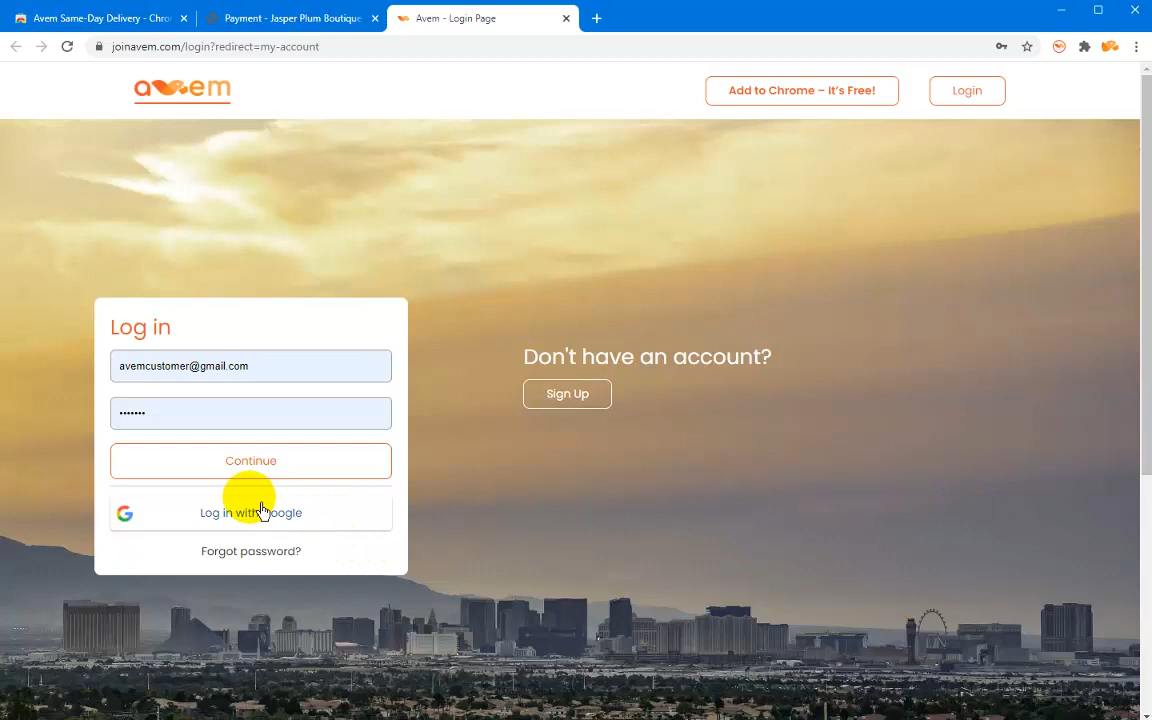 Avem Same-Day Delivery - Chro
Payment - Jasper Plum Boutique
Avem - Login Page
joinavem.com/login?redirect=my-account
avem
Add to Chrome – It's Free!
Login
Log in
avemcustomer@gmail.com
•••••••
Continue
Log in with Google
Forgot password?
Don't have an account?
Sign Up